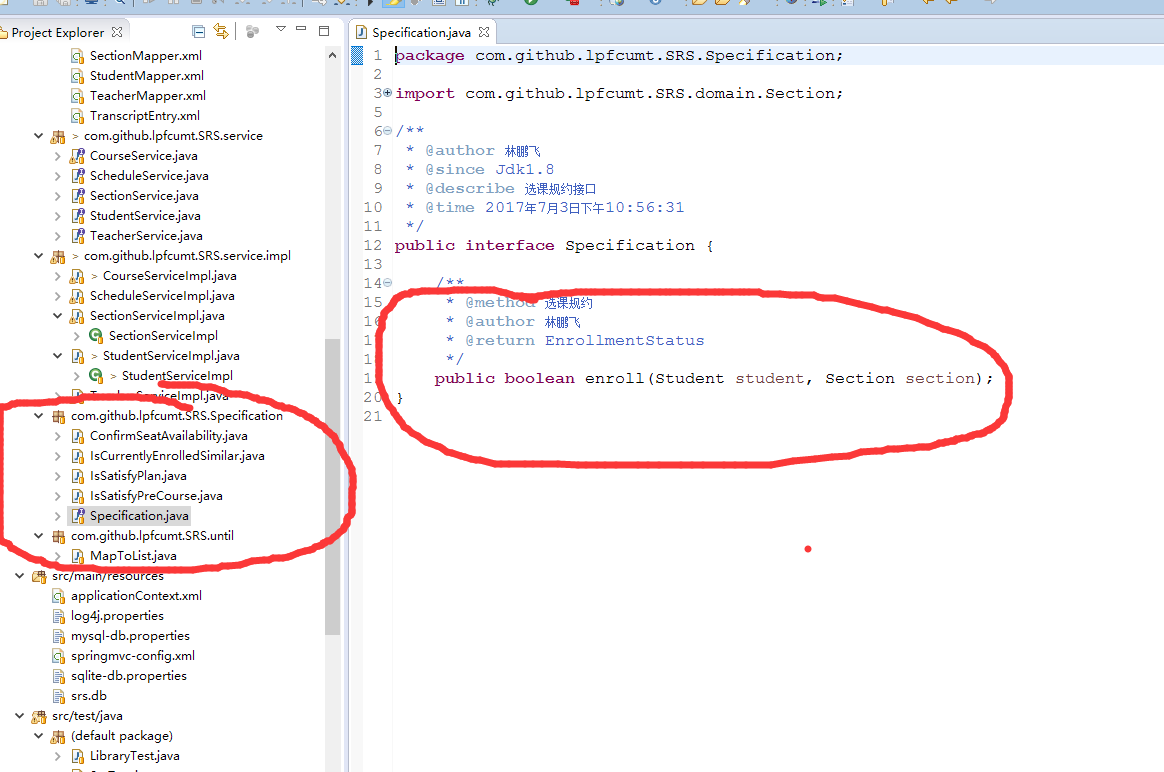 Project Explorer
SectionMapper.xml
StudentMapper.xml
TeacherMapper.xml
TranscriptEntry.xml
> com.github.lpfcumt.SRS.service
CourseService.java
ScheduleService.java
SectionService.java
StudentService.java
TeacherService.java
> com.github.lpfcumt.SRS.service.impl
> CourseServiceImpl.java
ScheduleServiceImpl.java
SectionServiceImpl.java
SectionServiceImpl
> StudentServiceImpl.java
> StudentServiceImpl
TeacherServiceImpl.java
com.github.lpfcumt.SRS.Specification
ConfirmSeatAvailability.java
IsCurrentlyEnrolledSimilar.java
IsSatisfyPlan.java
IsSatisfyPreCourse.java
Specification.java
com.github.lpfcumt.SRS.until
MapToList.java
src/main/resources
applicationContext.xml
log4j.properties
mysql-db.properties
springmvc-config.xml
sqlite-db.properties
srs.db
src/test/java
(default package)
LibraryTest.java
Specification.java
1 package com.github.lpfcumt.SRS.Specification;
2
3 import com.github.lpfcumt.SRS.domain.Section;
5
6 /**
7 * @author 林鹏飞
8 * @since Jdk1.8
9 * @describe 选课规约接口
10 * @time 2017年7月3日下午10:56:31
11 */
12 public interface Specification {
13
14 /**
15 * @method 选课规约
* @author 林鹏飞
* @return EnrollmentStatus
*/
public boolean enroll(Student student, Section section);
20 }
21